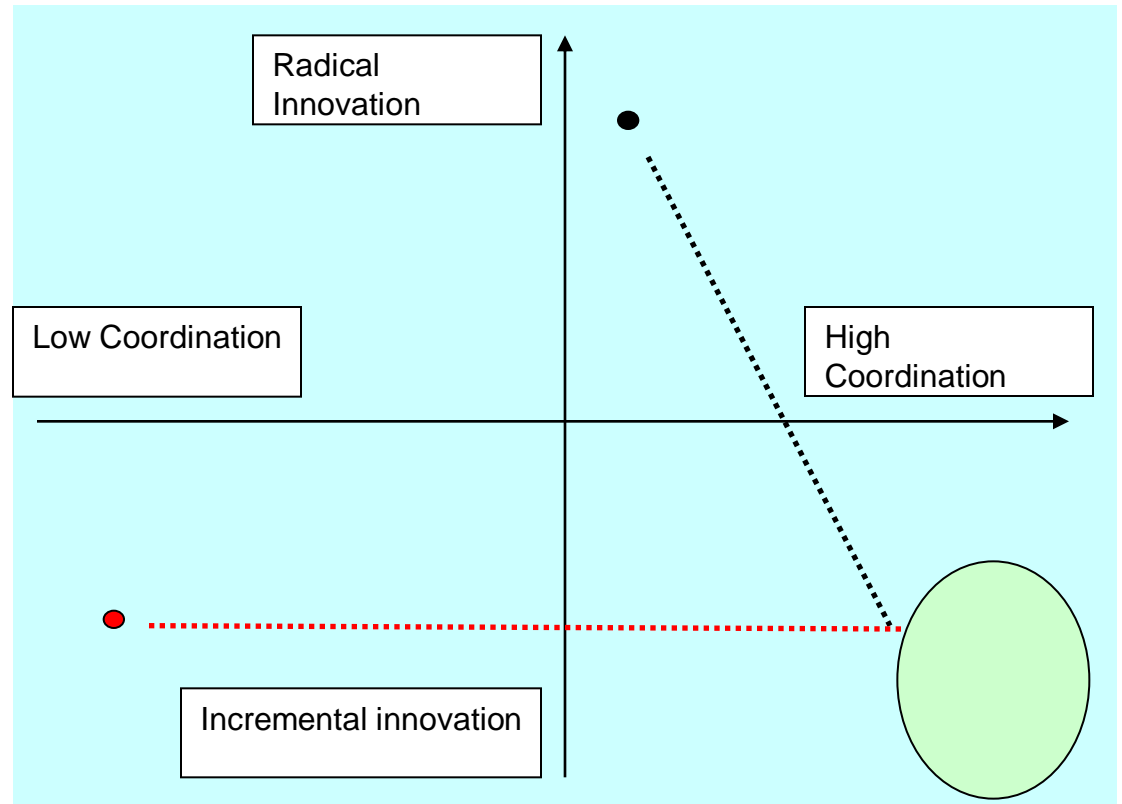 Radical
Innovation
Low Coordination
High
Coordination
Incremental innovation